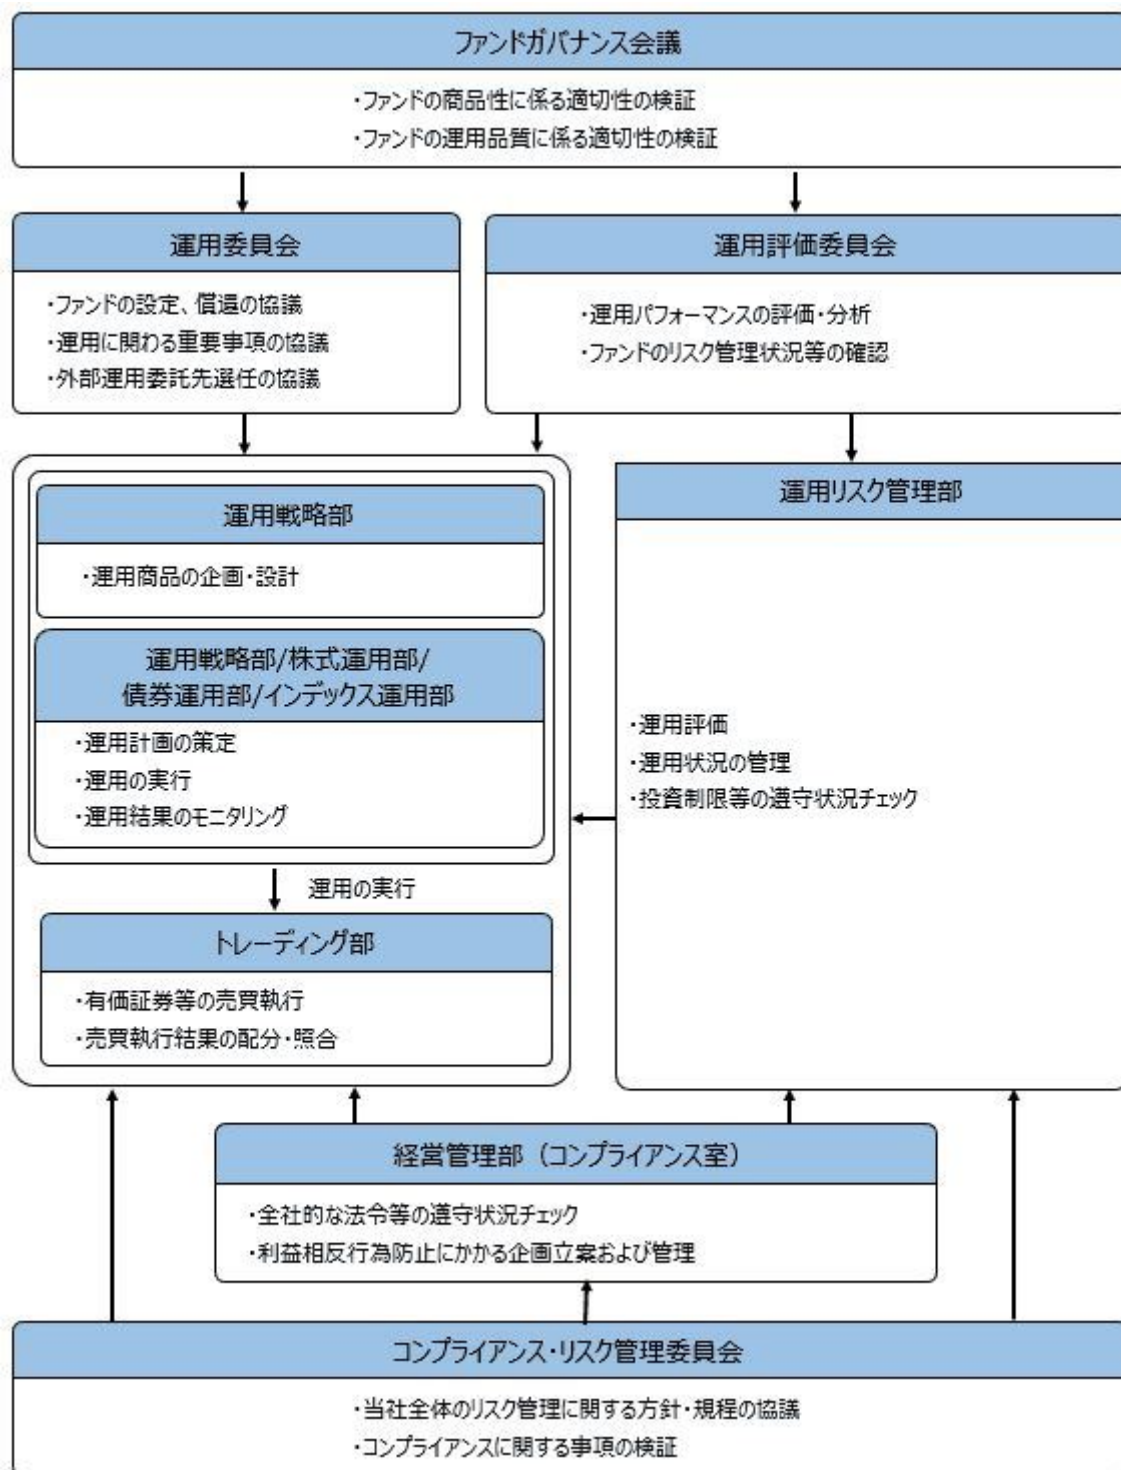 ファンドガバナンス会議
・ファンドの商品性に係る適切性の検証
・ファンドの運用品質に係る適切性の検証
運用委員会
・ファンドの設定、償還の協議
・運用に関わる重要事項の協議
・外部運用委託先選任の協議
運用評価委員会
・運用パフォーマンスの評価・分析
・ファンドのリスク管理状況等の確認
運用戦略部
・運用商品の企画・設計
運用戦略部/株式運用部/
債券運用部/インデックス運用部
・運用計画の策定
・運用の実行
・運用結果のモニタリング
運用の実行
トレーディング部
・有価証券等の売買執行
・売買執行結果の配分・照合
運用リスク管理部
・運用評価
・運用状況の管理
・投資制限等の遵守状況チェック
経営管理部（コンプライアンス室）
・全社的な法令等の遵守状況チェック
・利益相反行為防止にかかる企画立案および管理
コンプライアンス・リスク管理委員会
・当社全体のリスク管理に関する方針・規程の協議
・コンプライアンスに関する事項の検証